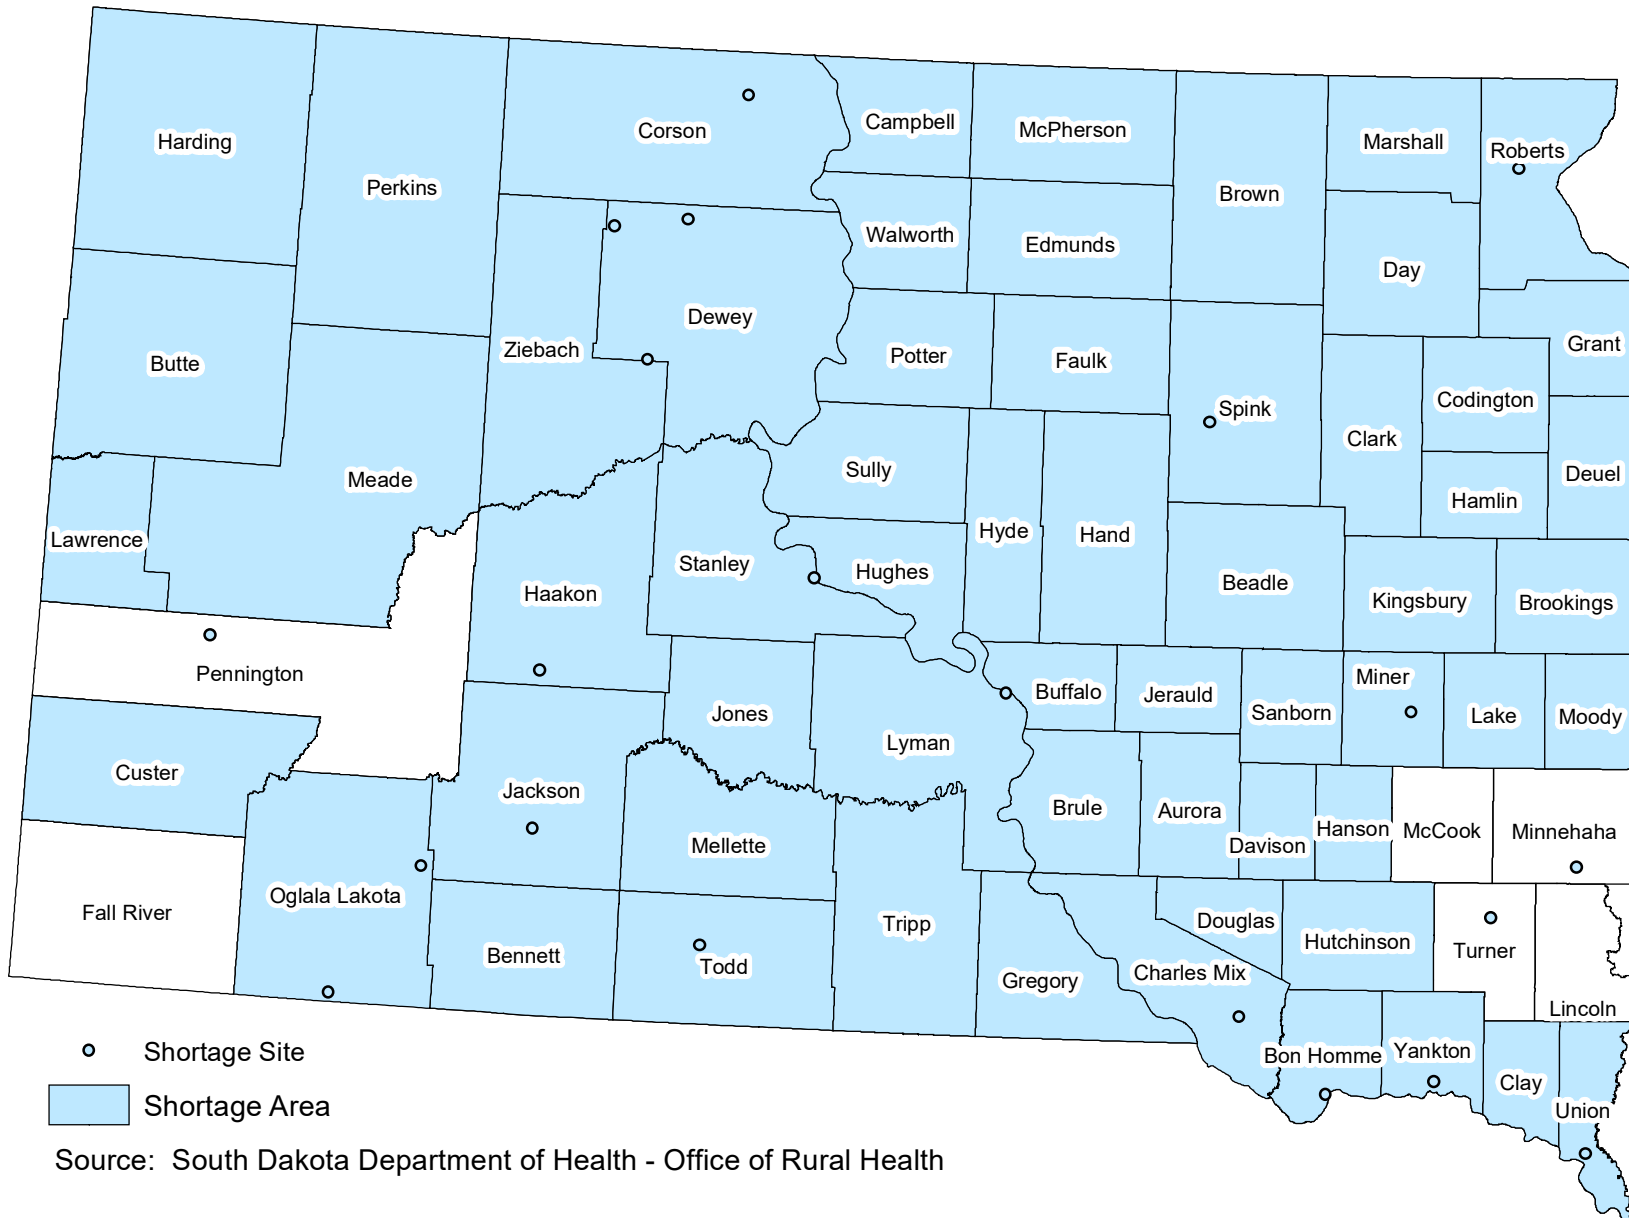 Harding
Perkins
Corson
Campbell
McPherson
Brown
Marshall
Roberts
Walworth
Edmunds
Day
Butte
Ziebach
Dewey
Potter
Faulk
Spink
Grant
Codington
Clark
Deuel
Hamlin
Meade
Sully
Hyde
Hand
Lawrence
Stanley
Hughes
Haakon
Beadle
Kingsbury
Brookings
Pennington
Jones
Lyman
Buffalo
Jerauld
Sanborn
Miner
Lake
Moody
Custer
Jackson
Mellette
Brule
Aurora
Davison
Hanson
McCook
Minnehaha
Fall River
Oglala Lakota
Bennett
Todd
Tripp
Gregory
Charles Mix
Douglas
Hutchinson
Turner
Lincoln
Bon Homme
Yankton
Clay
Union
Shortage Site
Shortage Area
Source: South Dakota Department of Health - Office of Rural Health